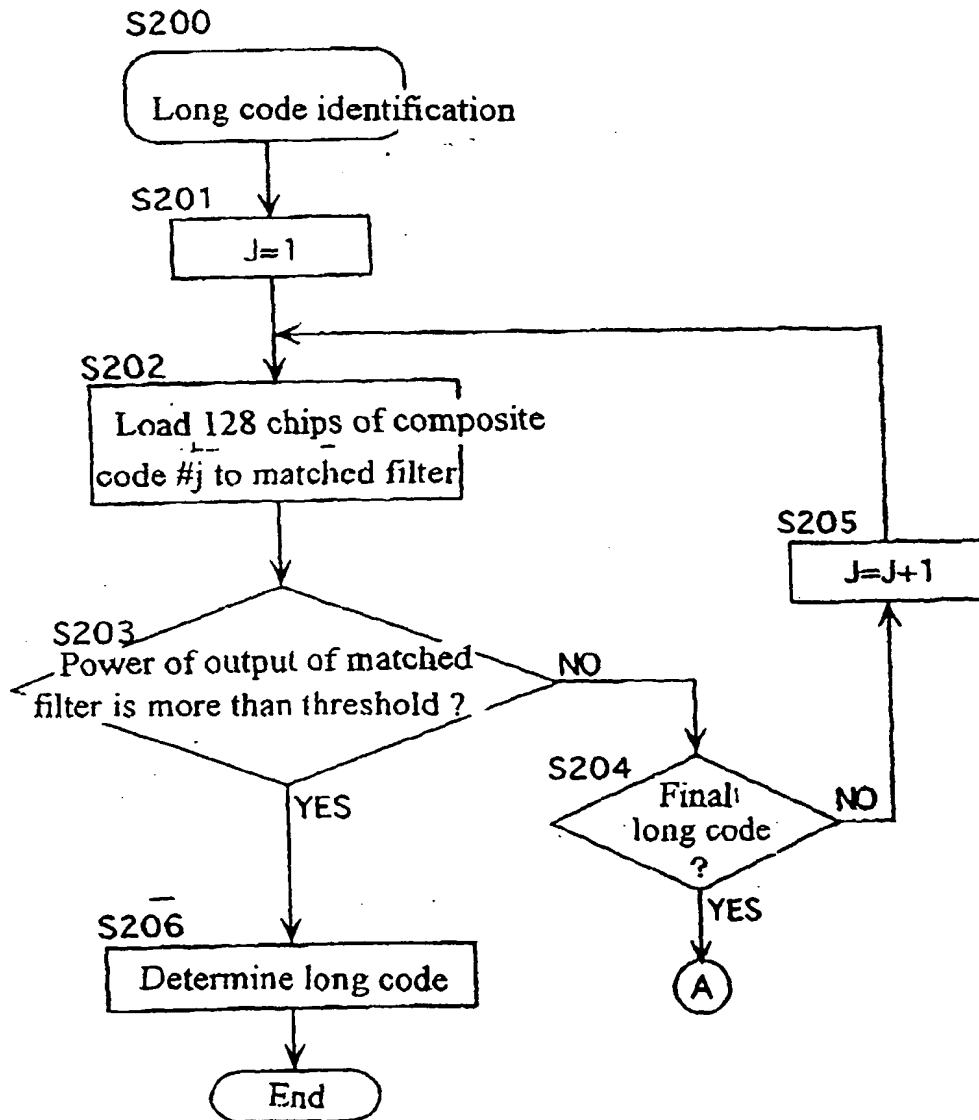 S200
Long code identification
S201
J=1
S202
Load 128 chips of composite
code #j to matched filter
S205
J=J+1
S203
Power of output of matched
filter is more than threshold ?
NO
S204
Final
long code
?
NO
YES
YES
A
S206
Determine long code
End